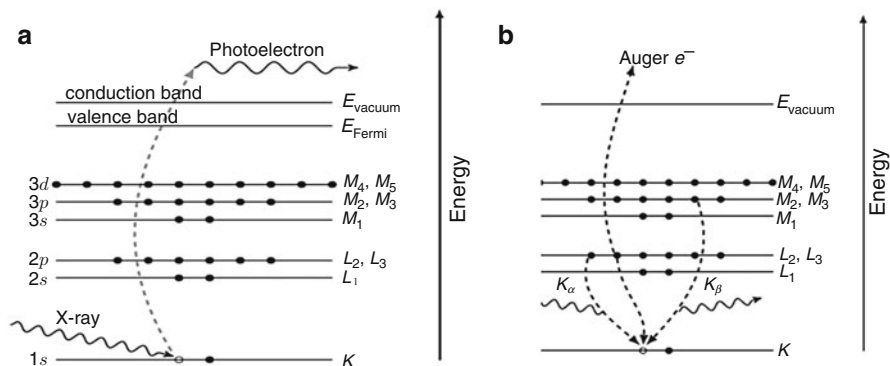 a
Photoelectron
conduction band
E_vacuum
valence band
E_Fermi
3d M4, M5
3p M2, M3
3s M1
2p L2, L3
2s L1
X-ray
1s K
Energy
b
Auger e−
E_vacuum
M4, M5
M2, M3
M1
L2, L3
L1
Kα Kβ
K
Energy